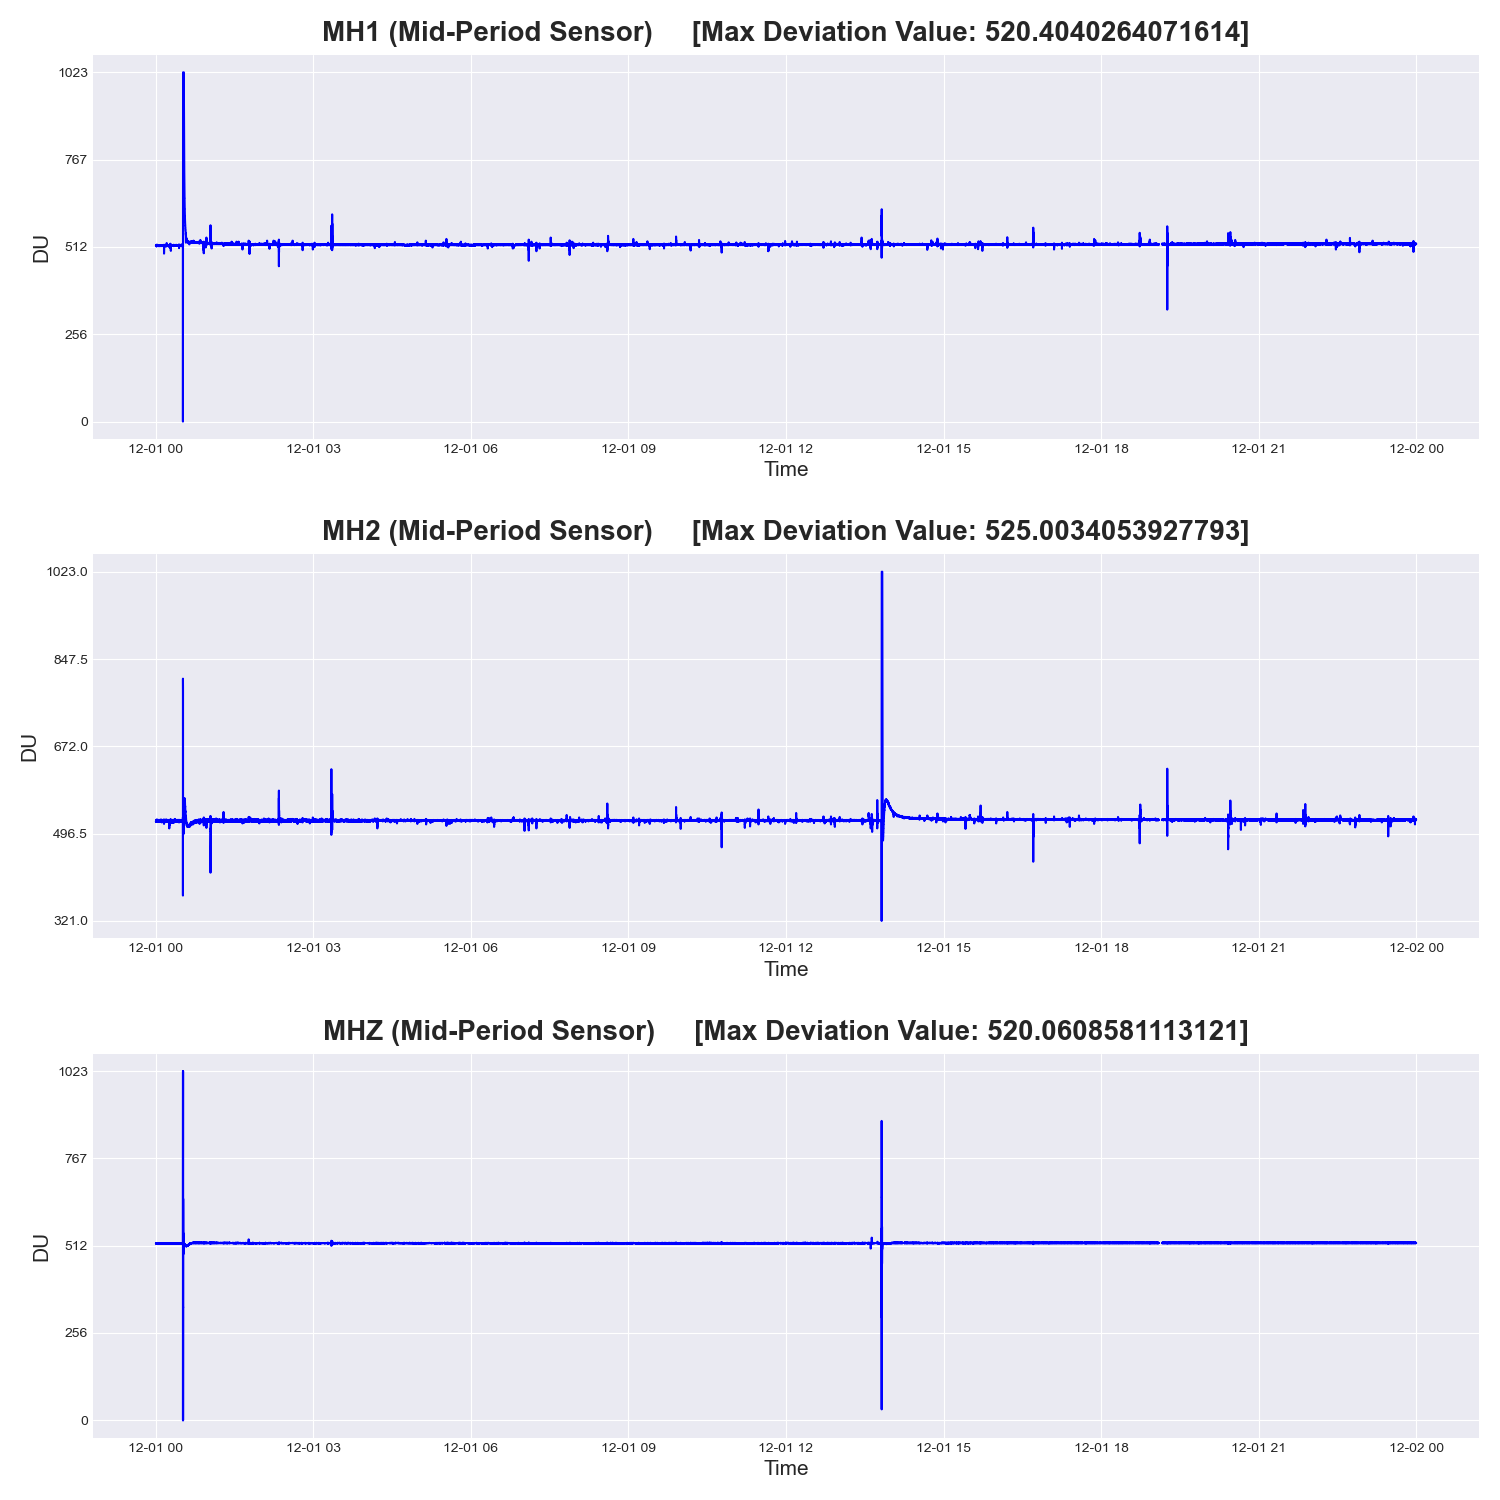 MH1 (Mid-Period Sensor) [Max Deviation Value: 520.4040264071614]
1023
767
512
256
0
DU
12-01 00 12-01 03 12-01 06 12-01 09 12-01 12 12-01 15 12-01 18 12-01 21 12-02 00
Time
MH2 (Mid-Period Sensor) [Max Deviation Value: 525.0034053927793]
1023.0
847.5
672.0
496.5
321.0
DU
12-01 00 12-01 03 12-01 06 12-01 09 12-01 12 12-01 15 12-01 18 12-01 21 12-02 00
Time
MHZ (Mid-Period Sensor) [Max Deviation Value: 520.0608581113121]
1023
767
512
256
0
DU
12-01 00 12-01 03 12-01 06 12-01 09 12-01 12 12-01 15 12-01 18 12-01 21 12-02 00
Time